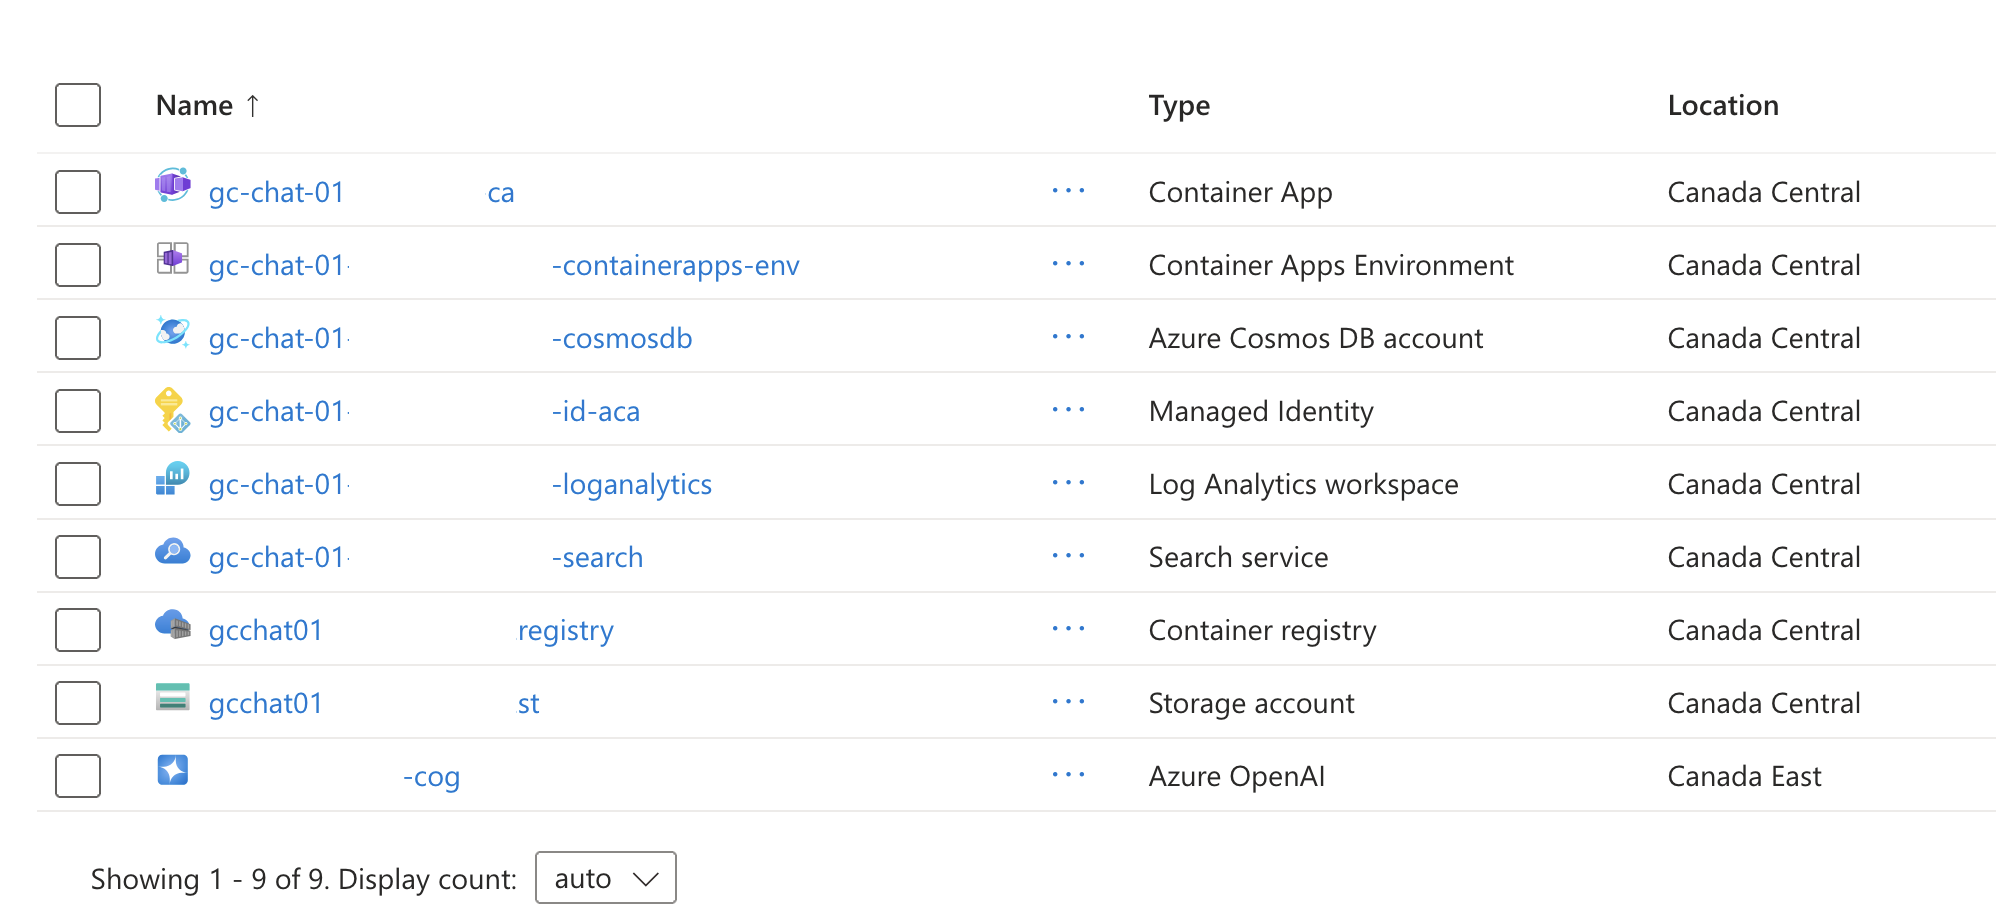 Name ↑ Type Location
gc-chat-01 ca ... Container App Canada Central
gc-chat-01- -containerapps-env ... Container Apps Environment Canada Central
gc-chat-01- -cosmosdb ... Azure Cosmos DB account Canada Central
gc-chat-01- -id-aca ... Managed Identity Canada Central
gc-chat-01- -loganalytics ... Log Analytics workspace Canada Central
gc-chat-01- -search ... Search service Canada Central
gcchat01 registry ... Container registry Canada Central
gcchat01 st ... Storage account Canada Central
-cog ... Azure OpenAI Canada East
Showing 1 - 9 of 9. Display count: auto